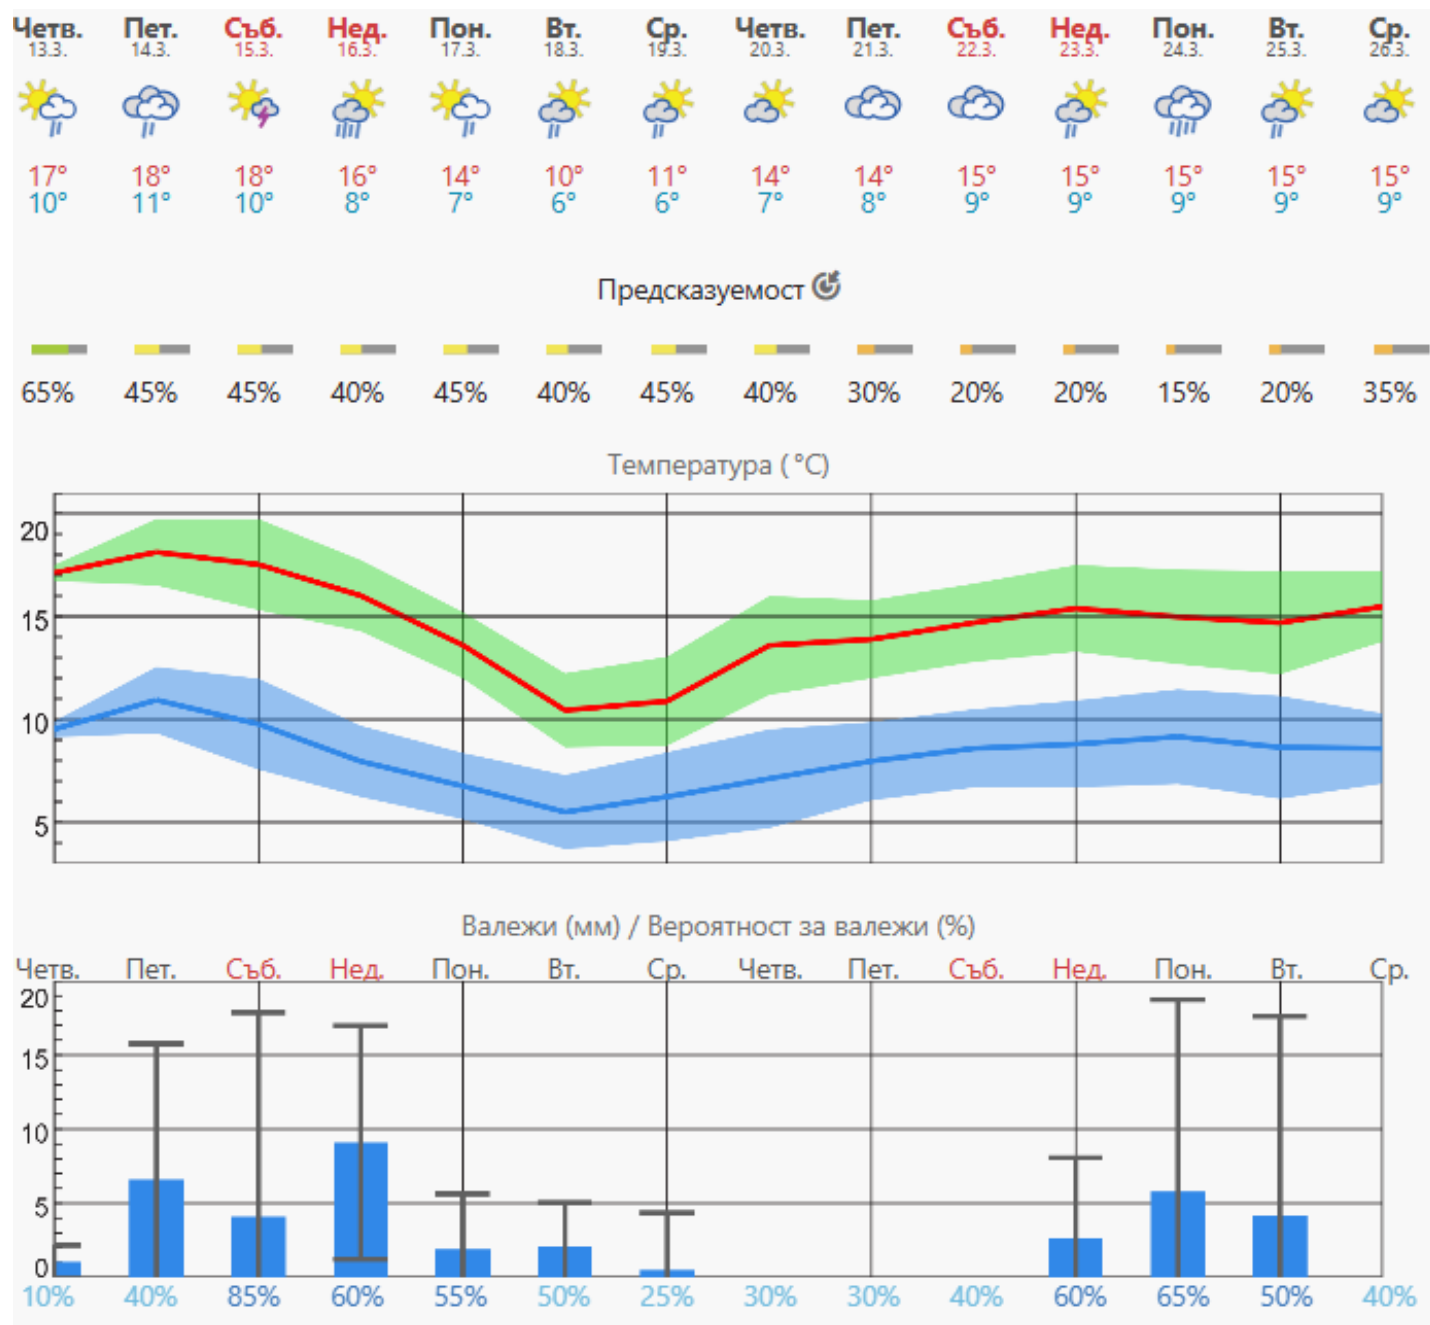 Четв. Пет. Съб. Нед. Пон. Вт. Ср. Четв. Пет. Съб. Нед. Пон. Вт. Ср.
13.3. 14.3. 15.3. 16.3. 17.3. 18.3. 19.3. 20.3. 21.3. 22.3. 23.3. 24.3. 25.3. 26.3.
17° 18° 18° 16° 14° 10° 11° 14° 14° 15° 15° 15° 15° 15°
10° 11° 10° 8° 7° 6° 6° 7° 8° 9° 9° 9° 9° 9°
Предсказуемост
65% 45% 45% 40% 45% 40% 45% 40% 30% 20% 20% 15% 20% 35%
Температура ( °C)
20
15
10
5
Валежи (мм) / Вероятност за валежи (%)
Четв. Пет. Съб. Нед. Пон. Вт. Ср. Четв. Пет. Съб. Нед. Пон. Вт. Ср.
20
15
10
5
0
10% 40% 85% 60% 55% 50% 25% 30% 30% 40% 60% 65% 50% 40%